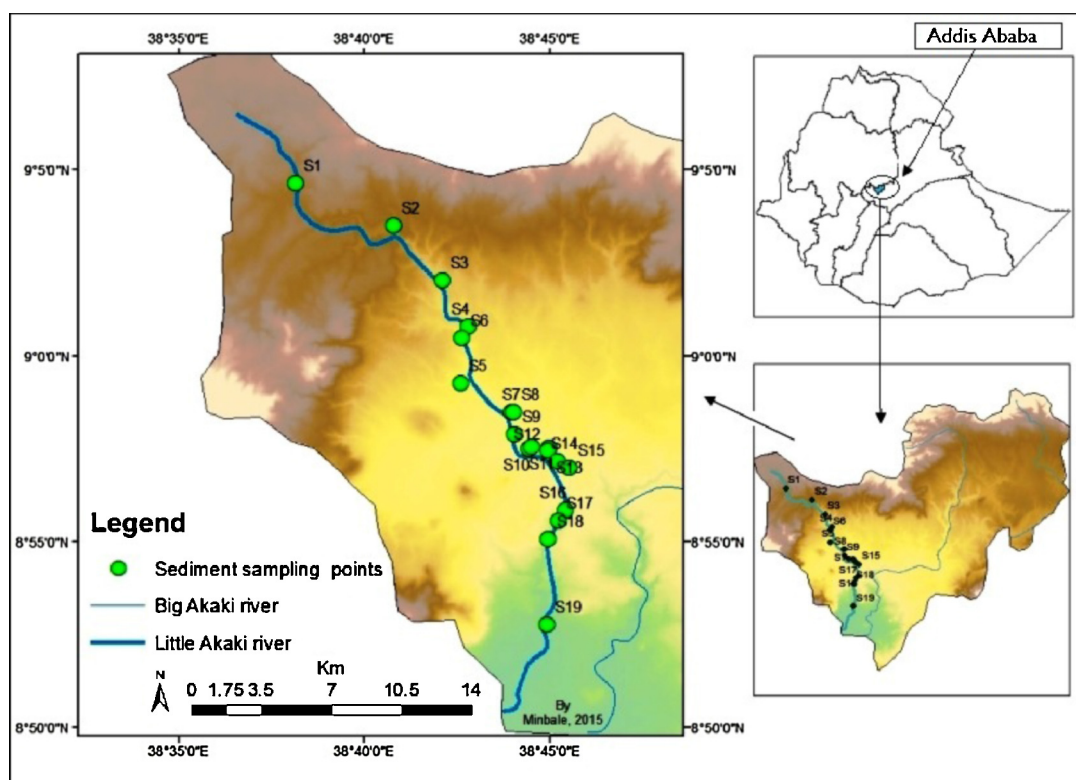 Addis Ababa
38°35'0"E 38°40'0"E 38°45'0"E
9°5'0"N 9°5'0"N
9°0'0"N 9°0'0"N
8°55'0"N 8°55'0"N
8°50'0"N 8°50'0"N
S1
S2
S3
S4
S6
S5
S7 S8
S9
S12
S14
S15
S10 S11 S13
S16
S17
S18
S19
Legend
Sediment sampling points
Big Akaki river
Little Akaki river
N
Km
0 1.75 3.5 7 10.5 14
By
Minbale, 2015
38°35'0"E 38°40'0"E 38°45'0"E
S1
S2
S3
S6
S8
S9
S15
S17
S18
S19